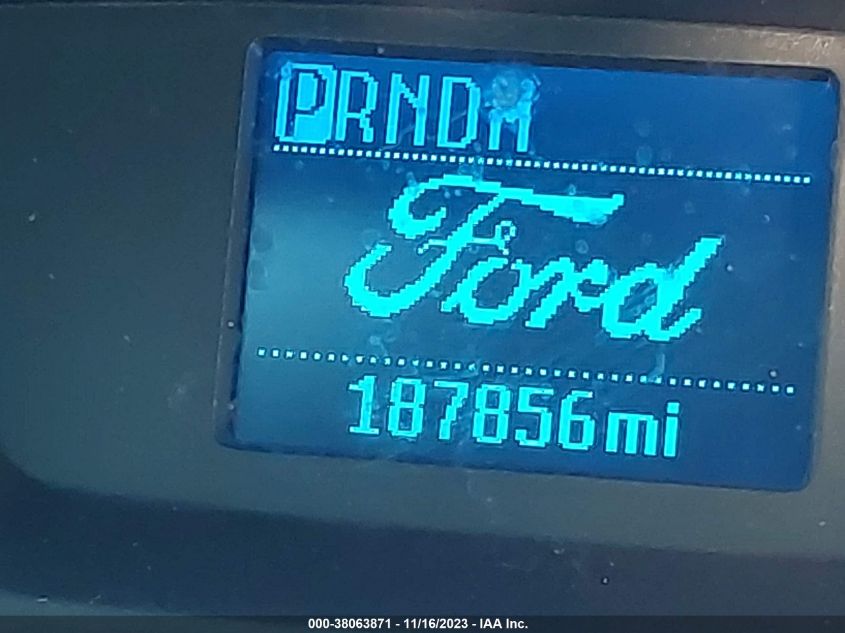 PRNDM
Ford
187856mi
000-38063871 - 11/16/2023 - IAA Inc.